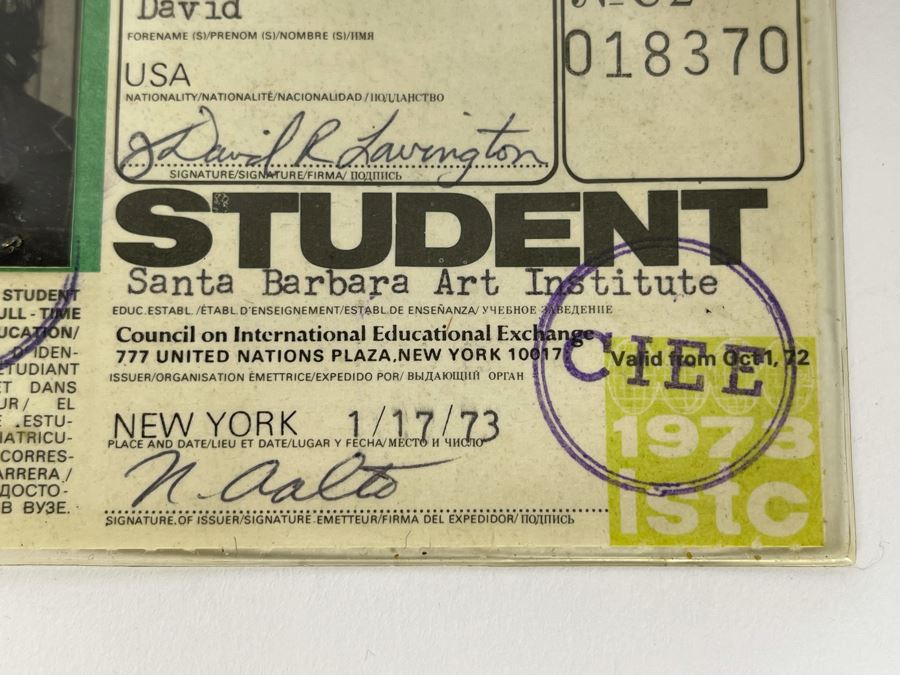 David
FORENAME (S)/PRENOM (S)/NOMBRE (S)/ИМЯ
018370
USA
NATIONALITY/NATIONALITÉ/NACIONALIDAD/ПОДДАНСТВО
David R Lavington
SIGNATURE/SIGNATURE/FIRMA/ ПОДПИСЬ
STUDENT
Santa Barbara Art Institute
EDUC.ESTABL./ÉTABL.D'ENSEIGNEMENT/ESTABL.DE ENSEÑANZA/ УЧЕБНОЕ ЗАВЕДЕНИЕ
Council on International Educational Exchange
777 UNITED NATIONS PLAZA, NEW YORK 10017
ISSUER/ORGANISATION ÉMETTRICE/EXPEDIDO POR/ ВЫДАЮЩИЙ ОРГАН
NEW YORK 1/17/73
PLACE AND DATE/LIEU ET DATE/LUGAR Y FECHA/МЕСТО И ЧИСЛО
N. Aalto
SIGNATURE.OF ISSUER/SIGNATURE EMETTEUR/FIRMA DEL EXPEDIDOR/ПОДПИСЬ
CIEE
Valid from Oct 1, 72
1973
istc
STUDENT
ULL-TIME
UCATION/
D'IDEN-
ETUDIANT
ET DANS
UR/ EL
.ESTU-
IATRICU-
CORRES-
ARRERA/
ДОСТО-
В ВУЗЕ.